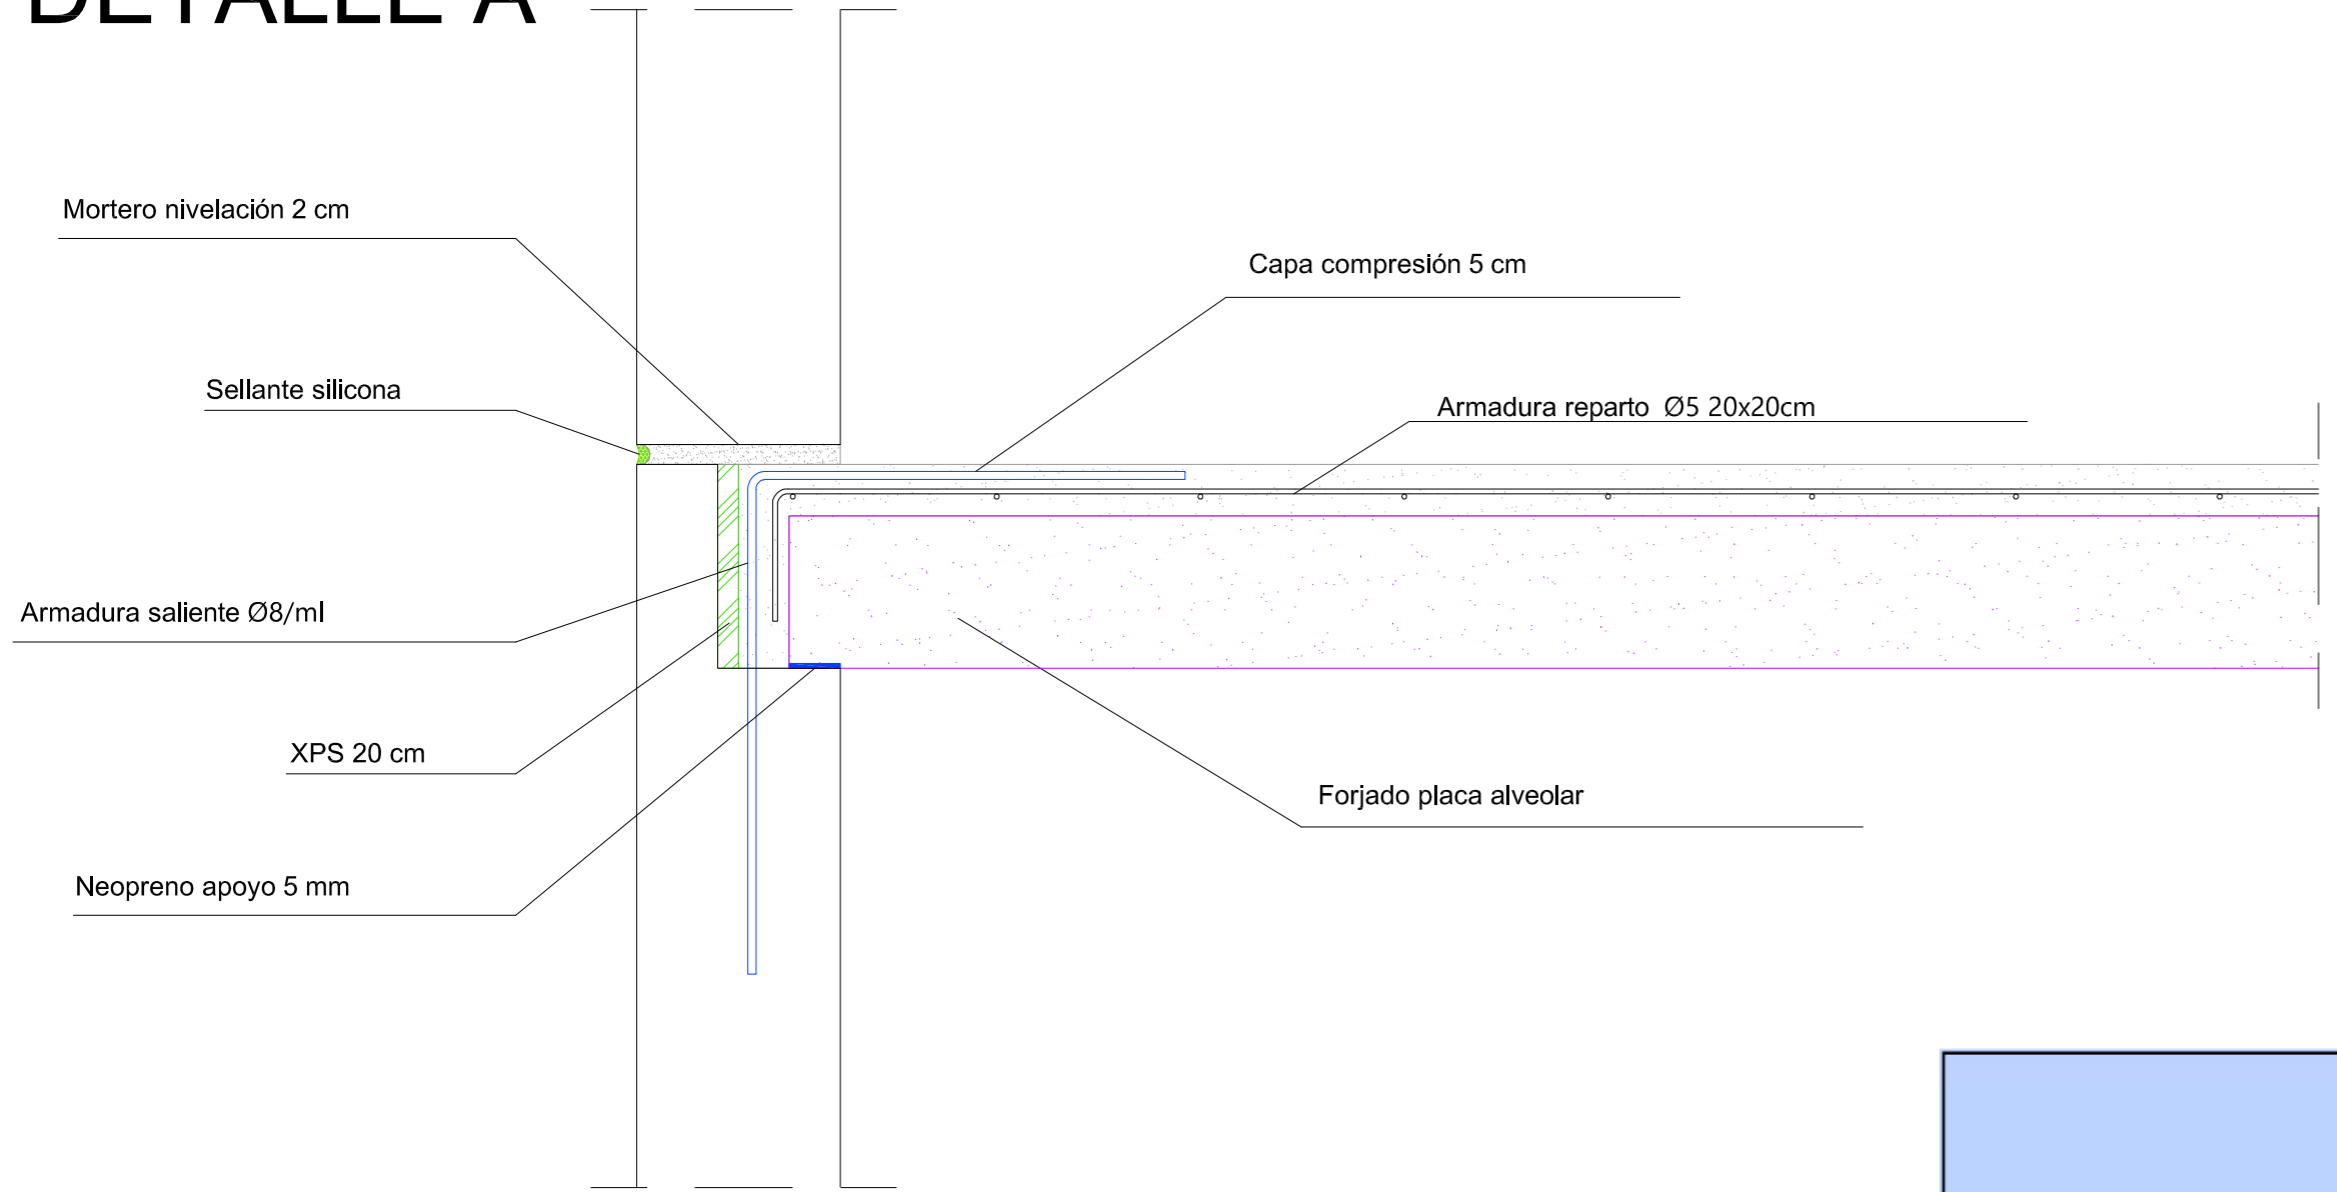 DETALLE A
Mortero nivelación 2 cm
Capa compresión 5 cm
Sellante silicona
Armadura reparto Ø5 20x20cm
Armadura saliente Ø8/ml
XPS 20 cm
Forjado placa alveolar
Neopreno apoyo 5 mm